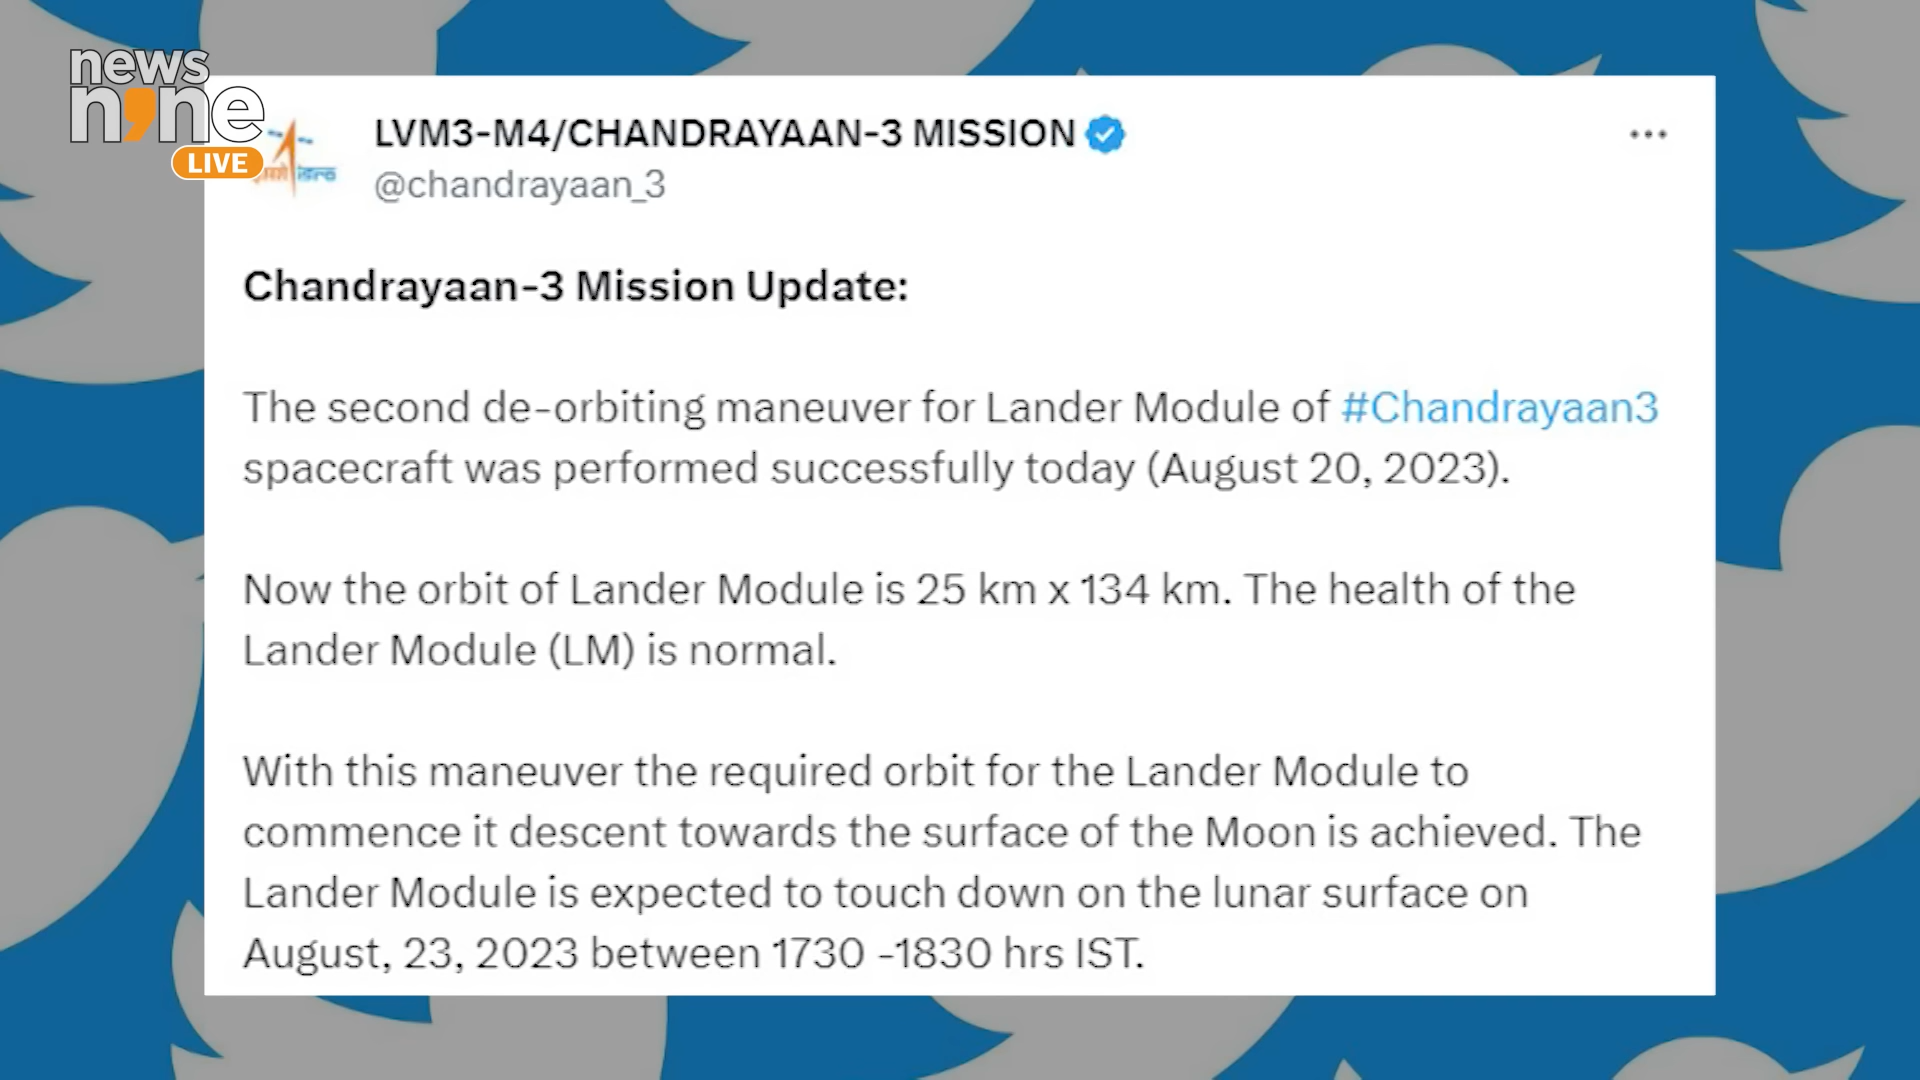 news
nine
LIVE
इसरो isro
LVM3-M4/CHANDRAYAAN-3 MISSION
@chandrayaan_3
Chandrayaan-3 Mission Update:
The second de-orbiting maneuver for Lander Module of #Chandrayaan3
spacecraft was performed successfully today (August 20, 2023).
Now the orbit of Lander Module is 25 km x 134 km. The health of the
Lander Module (LM) is normal.
With this maneuver the required orbit for the Lander Module to
commence it descent towards the surface of the Moon is achieved. The
Lander Module is expected to touch down on the lunar surface on
August, 23, 2023 between 1730 -1830 hrs IST.